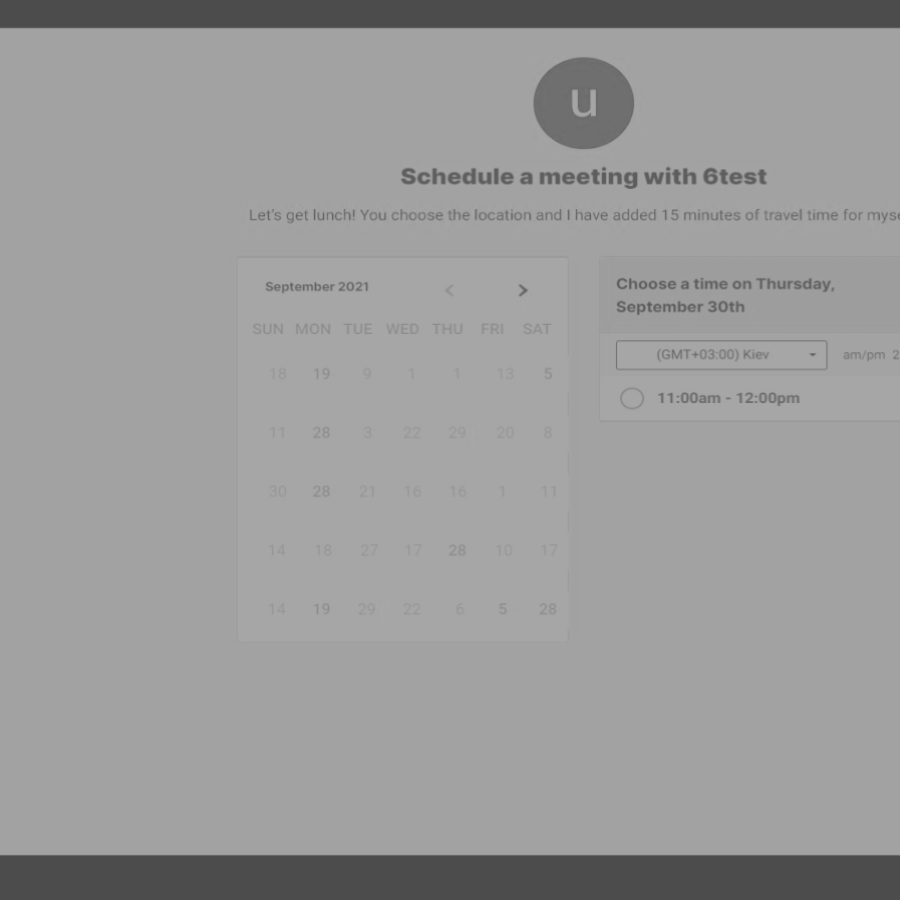 u
Schedule a meeting with 6test
Let's get lunch! You choose the location and I have added 15 minutes of travel time for
September 2021
SUN MON TUE WED THU FRI SAT
18 19 9 1 1 13 5
11 28 3 22 29 20 8
30 28 21 16 16 1 11
14 18 27 17 28 10 17
14 19 29 22 6 5 28
Choose a time on Thursday,
September 30th
(GMT+03:00) Kiev am/pm
11:00am - 12:00pm